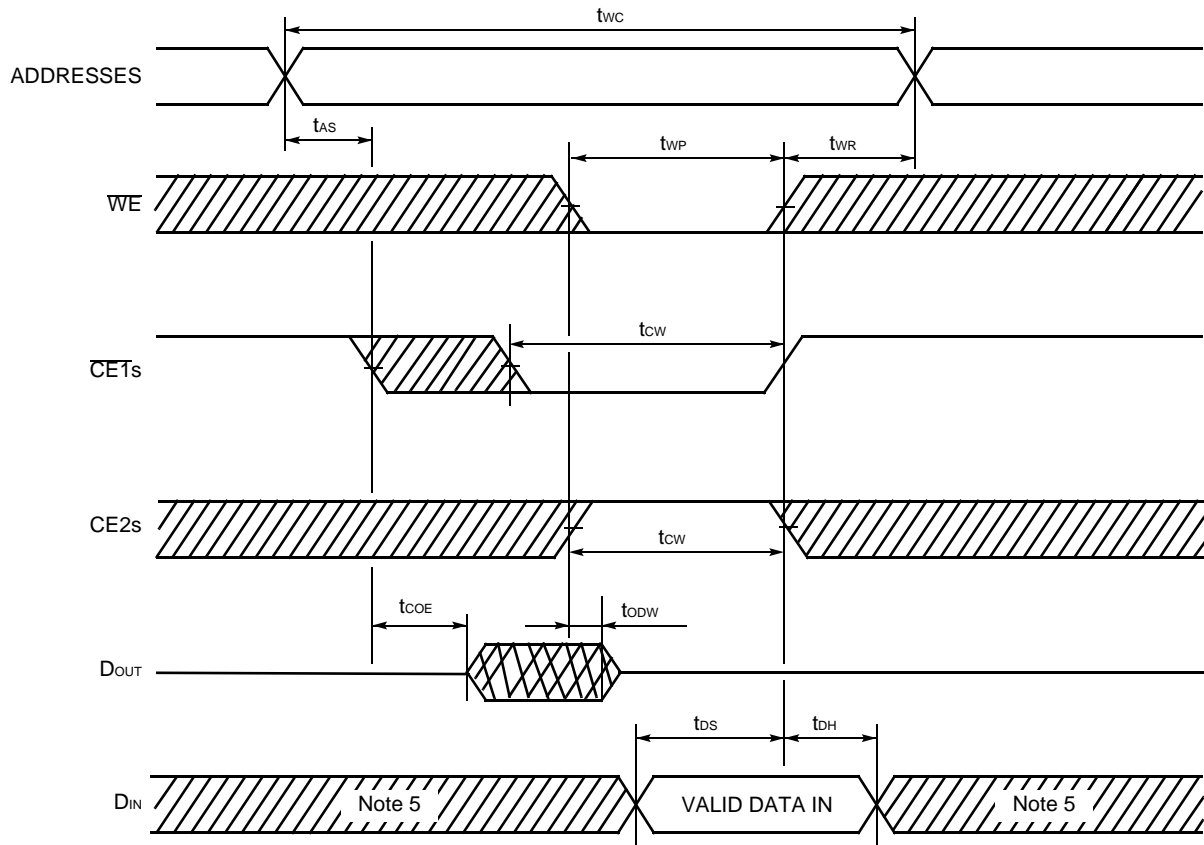 tWC
ADDRESSES
tAS
tWP
tWR
WE
tCW
CE1s
CE2s
tCW
tCOE
tODW
DOUT
tDS
tDH
DIN
Note 5
VALID DATA IN
Note 5